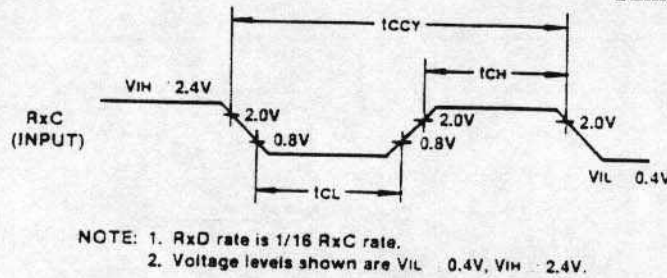 tCCY
tCH
VIH 2.4V
RxC
(INPUT)
2.0V
0.8V
2.0V
0.8V
2.0V
VIL 0.4V
tCL
NOTE: 1. RxD rate is 1/16 RxC rate.
2. Voltage levels shown are VIL 0.4V, VIH 2.4V.